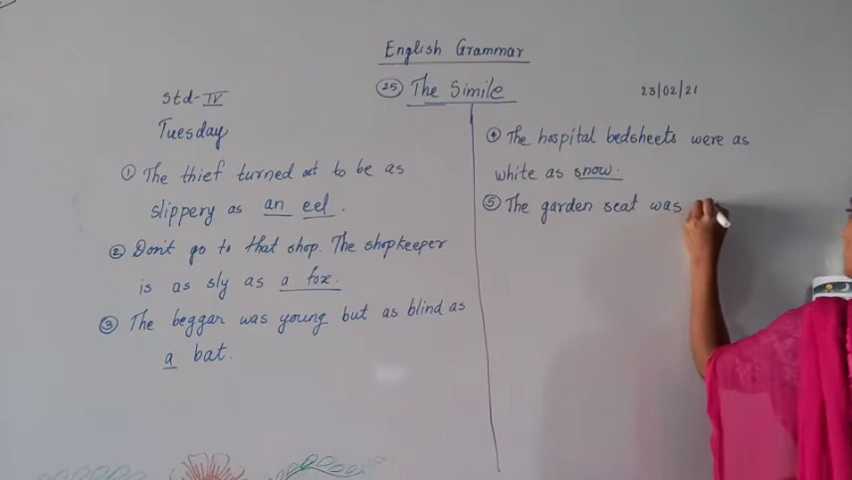 English Grammar
Std-IV
25 The Simile
23/02/21
Tuesday
1 The thief turned out to be as
slippery as an eel.
2 Don't go to that shop. The shopkeeper
is as sly as a fox.
3 The beggar was young but as blind as
a bat.
4 The hospital bedsheets were as
white as snow.
5 The garden seat was